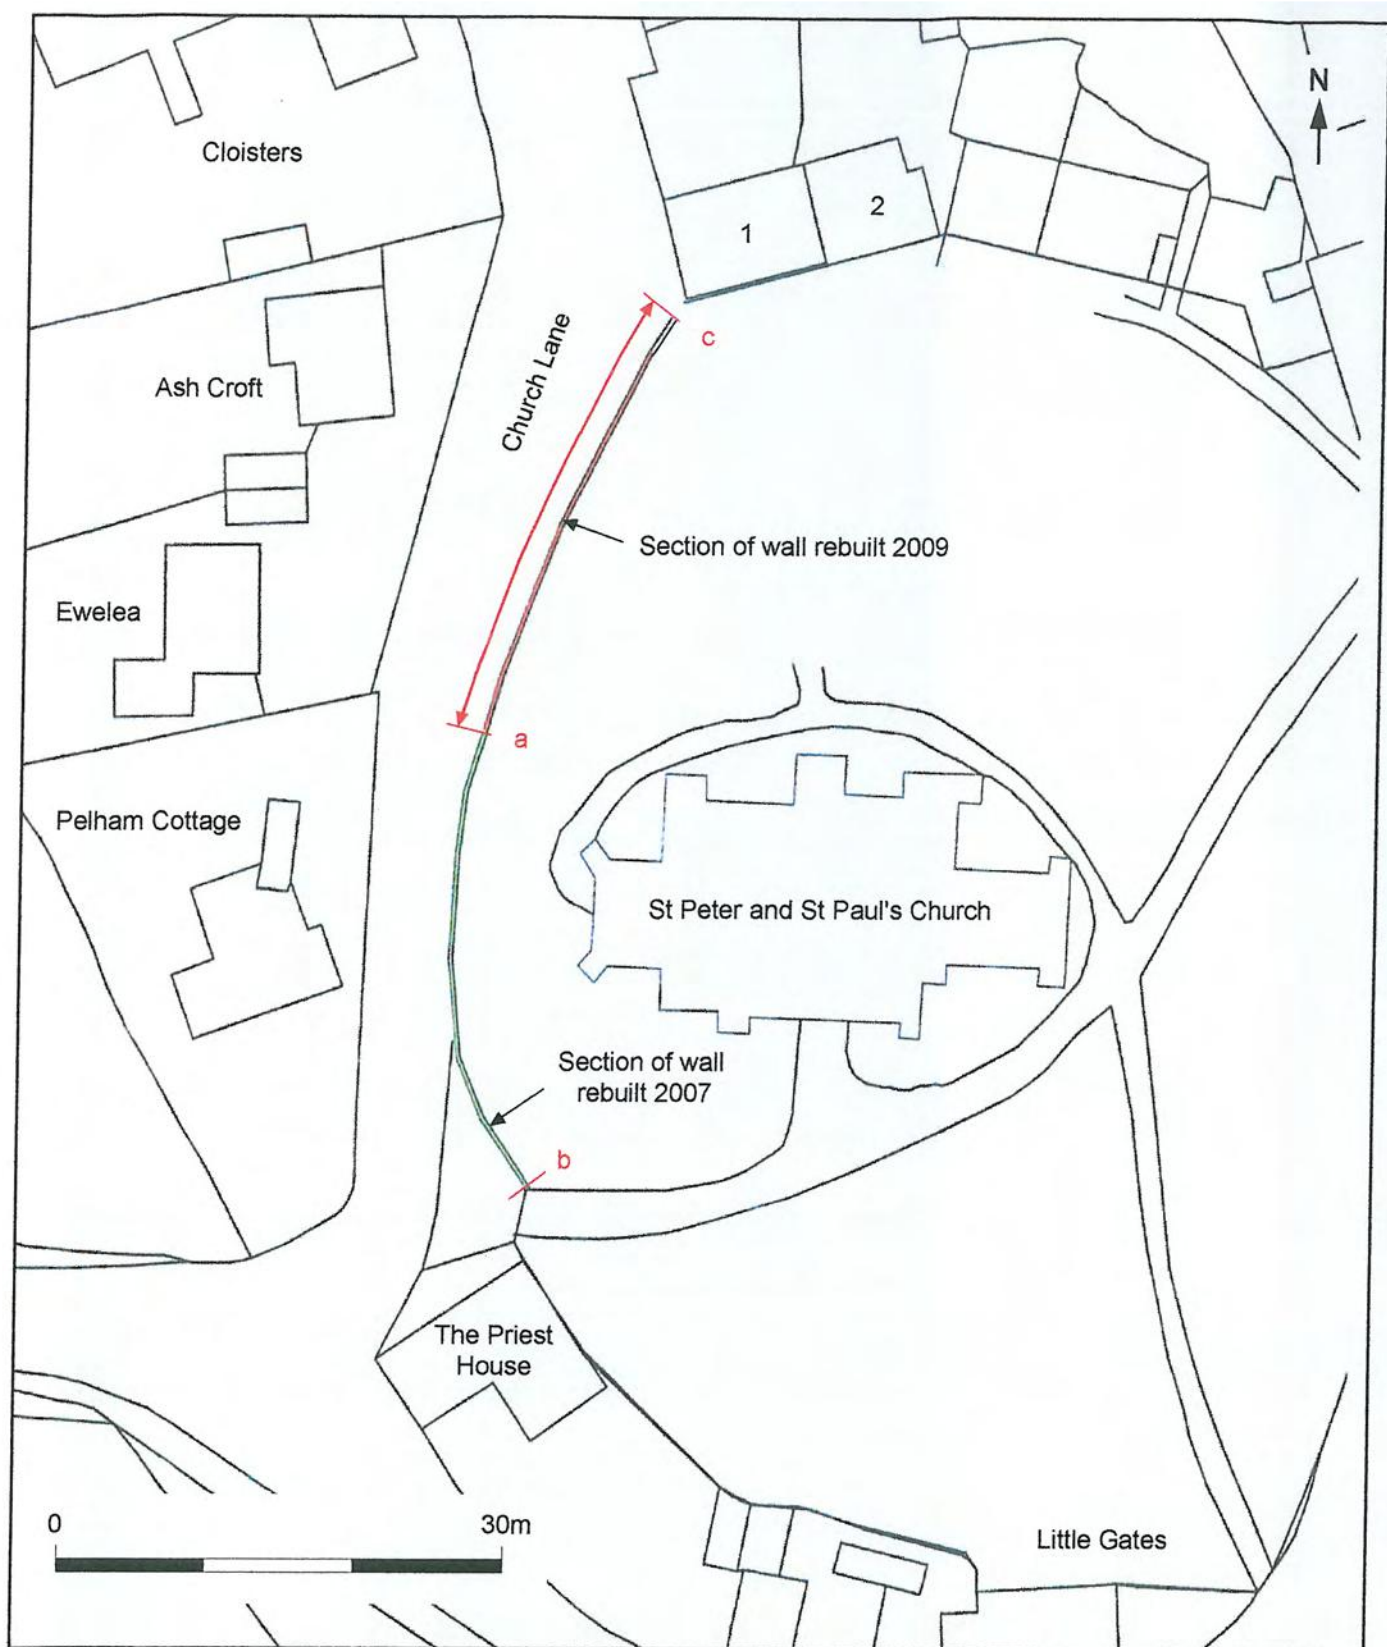 N
Cloisters
1
2
c
Church Lane
Ash Croft
Section of wall rebuilt 2009
Ewelea
a
Pelham Cottage
St Peter and St Paul's Church
Section of wall
rebuilt 2007
b
The Priest
House
0
30m
Little Gates